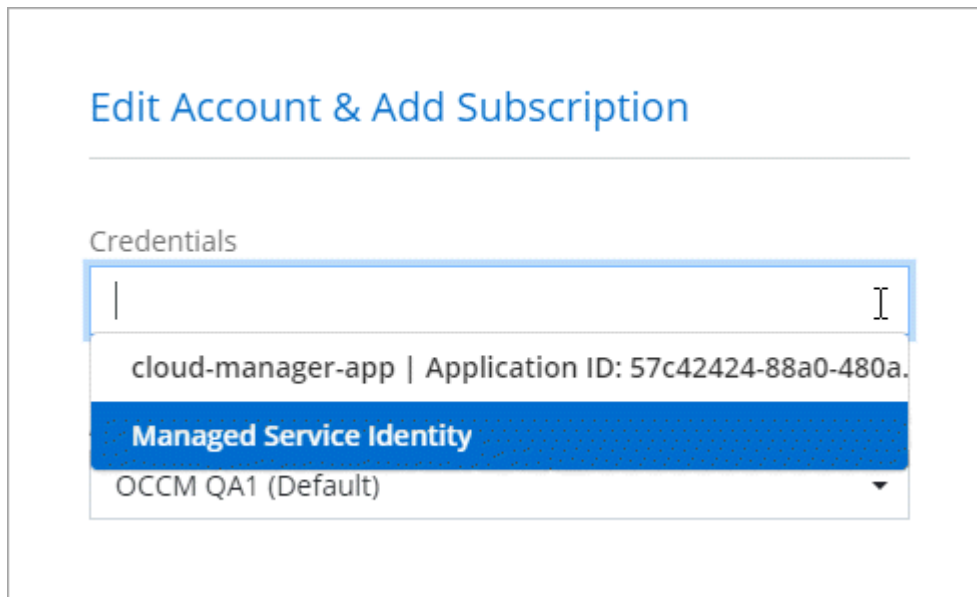 Edit Account & Add Subscription
Credentials
cloud-manager-app | Application ID: 57c42424-88a0-480a.
Managed Service Identity
OCCM QA1 (Default)